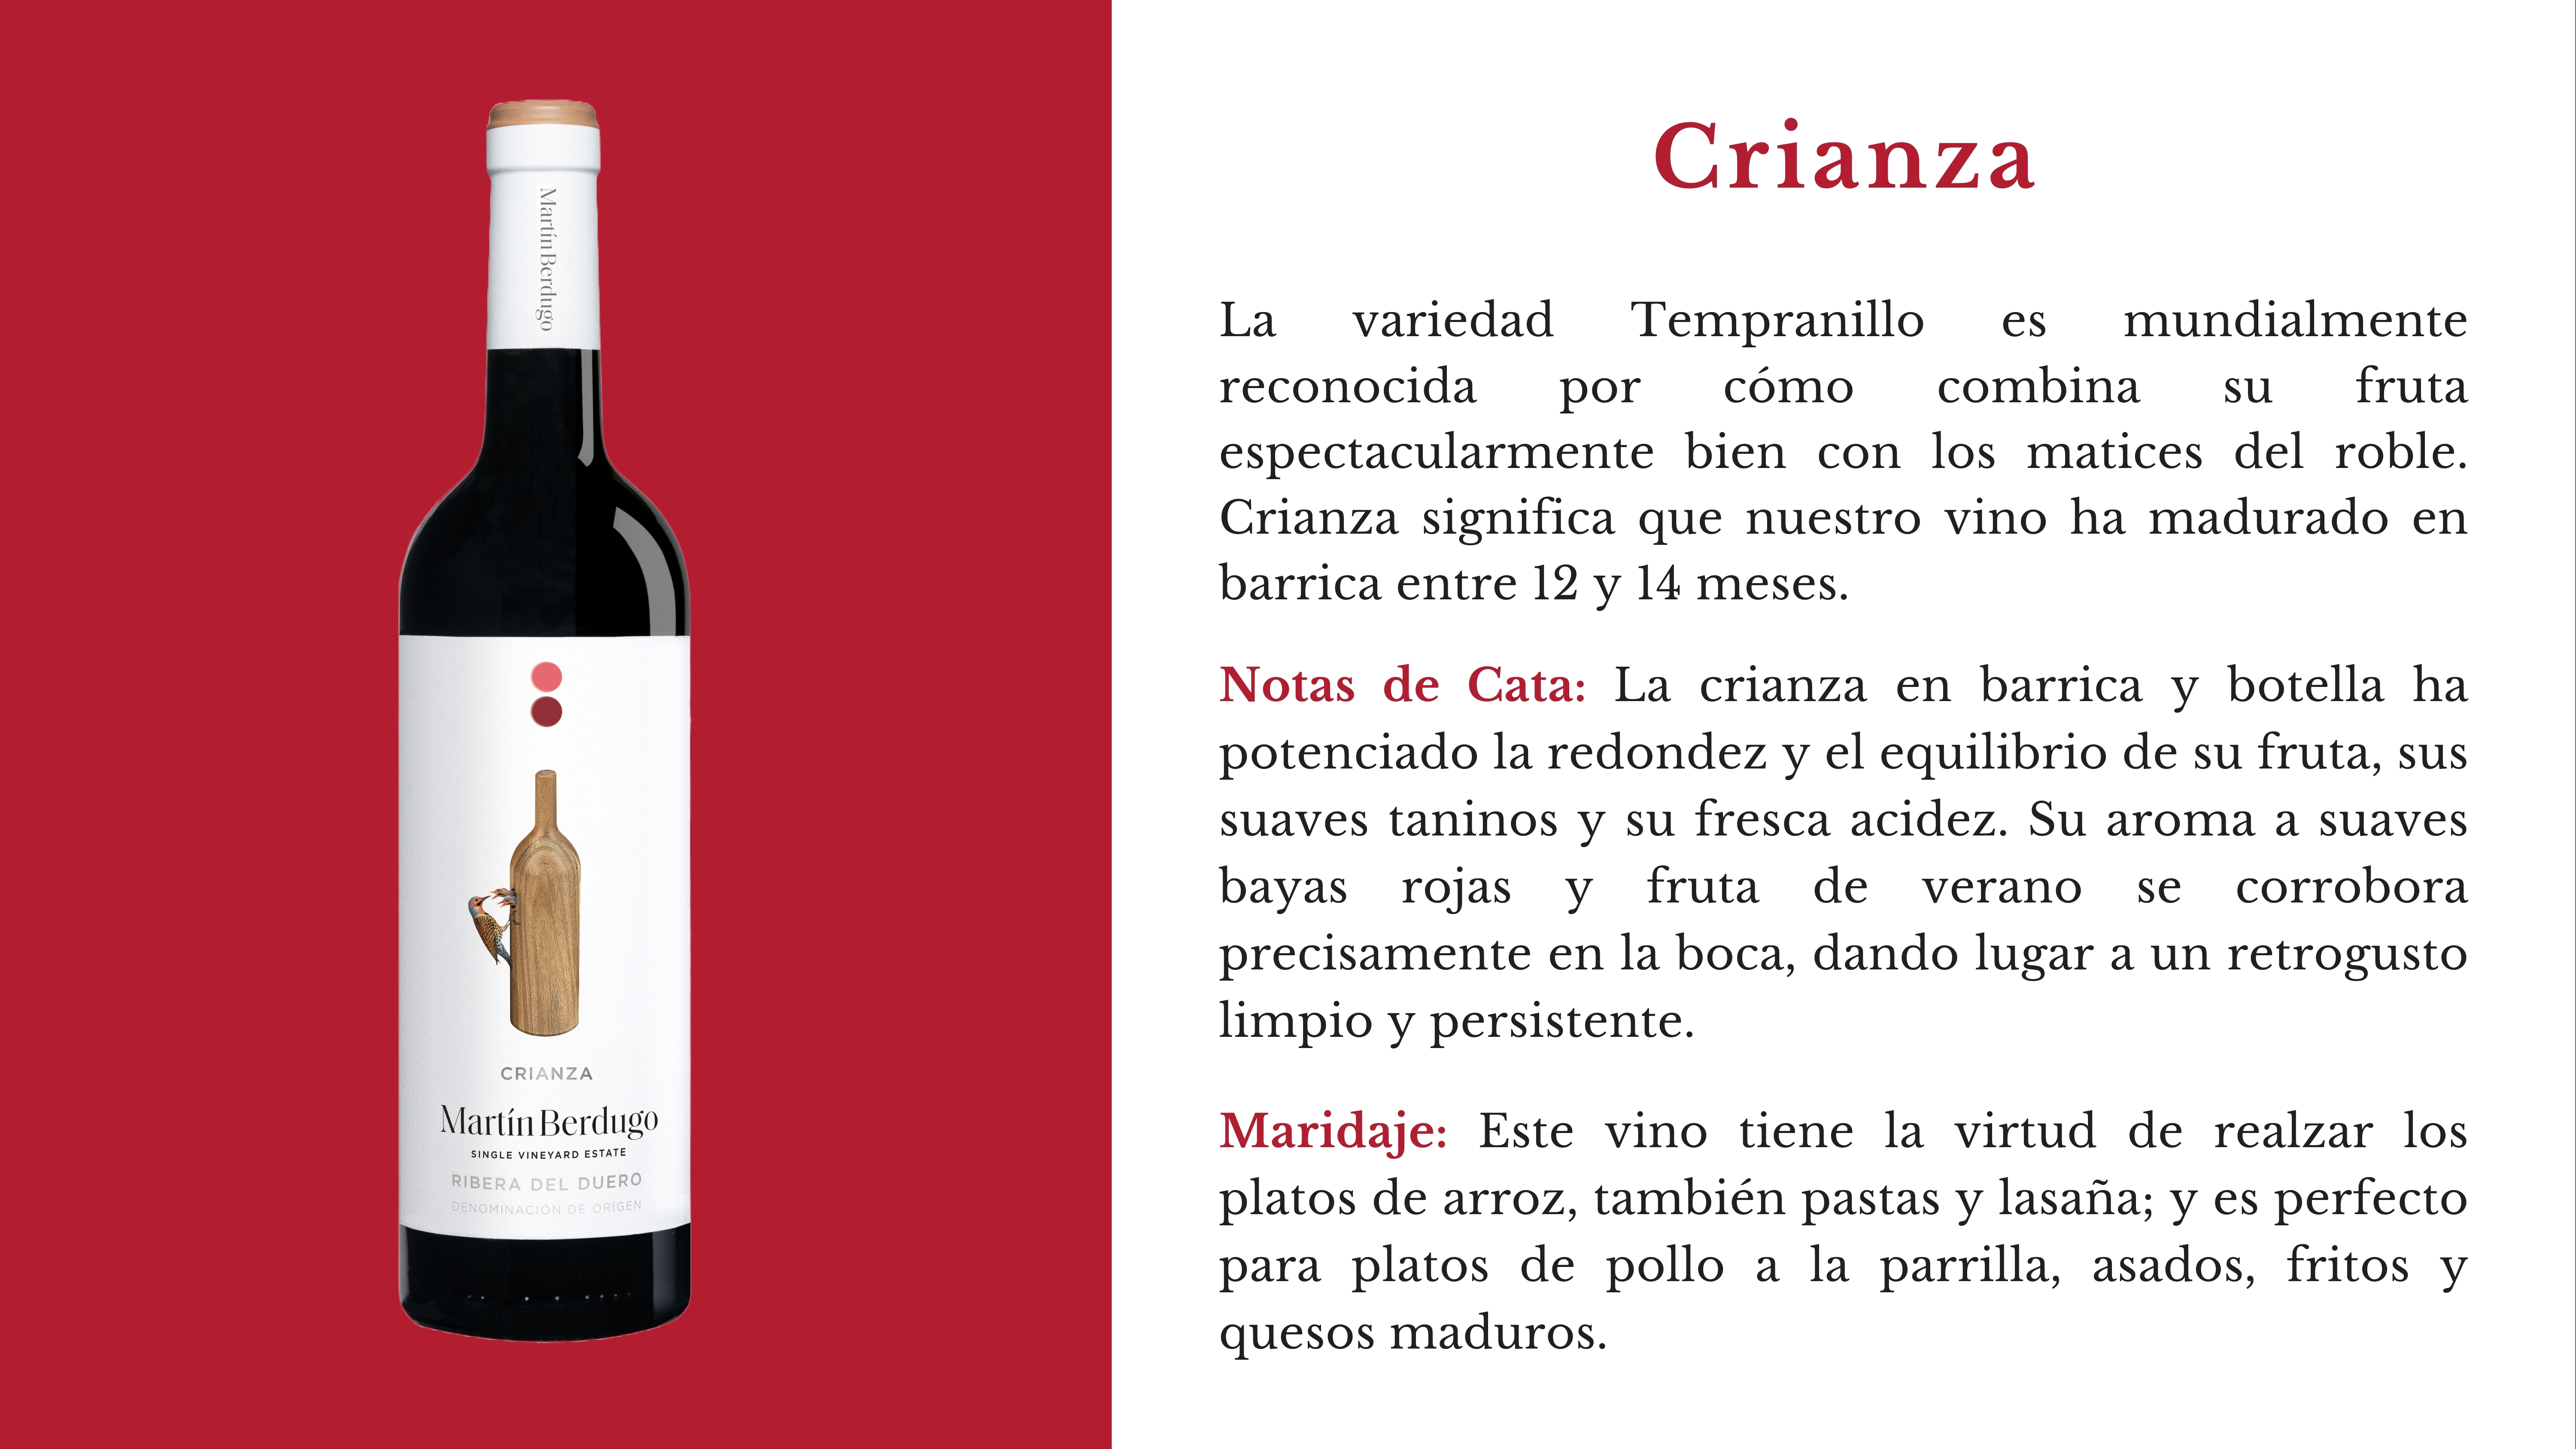 Martín Berdugo
CRIANZA
Martín Berdugo
SINGLE VINEYARD ESTATE
RIBERA DEL DUERO
DENOMINACIÓN DE ORÍGEN
Crianza
La variedad Tempranillo es mundialmente
reconocida por cómo combina su fruta
espectacularmente bien con los matices del roble.
Crianza significa que nuestro vino ha madurado en
barrica entre 12 y 14 meses.
Notas de Cata: La crianza en barrica y botella ha
potenciado la redondez y el equilibrio de su fruta, sus
suaves taninos y su fresca acidez. Su aroma a suaves
bayas rojas y fruta de verano se corrobora
precisamente en la boca, dando lugar a un retrogusto
limpio y persistente.
Maridaje: Este vino tiene la virtud de realzar los
platos de arroz, también pastas y lasaña; y es perfecto
para platos de pollo a la parrilla, asados, fritos y
quesos maduros.